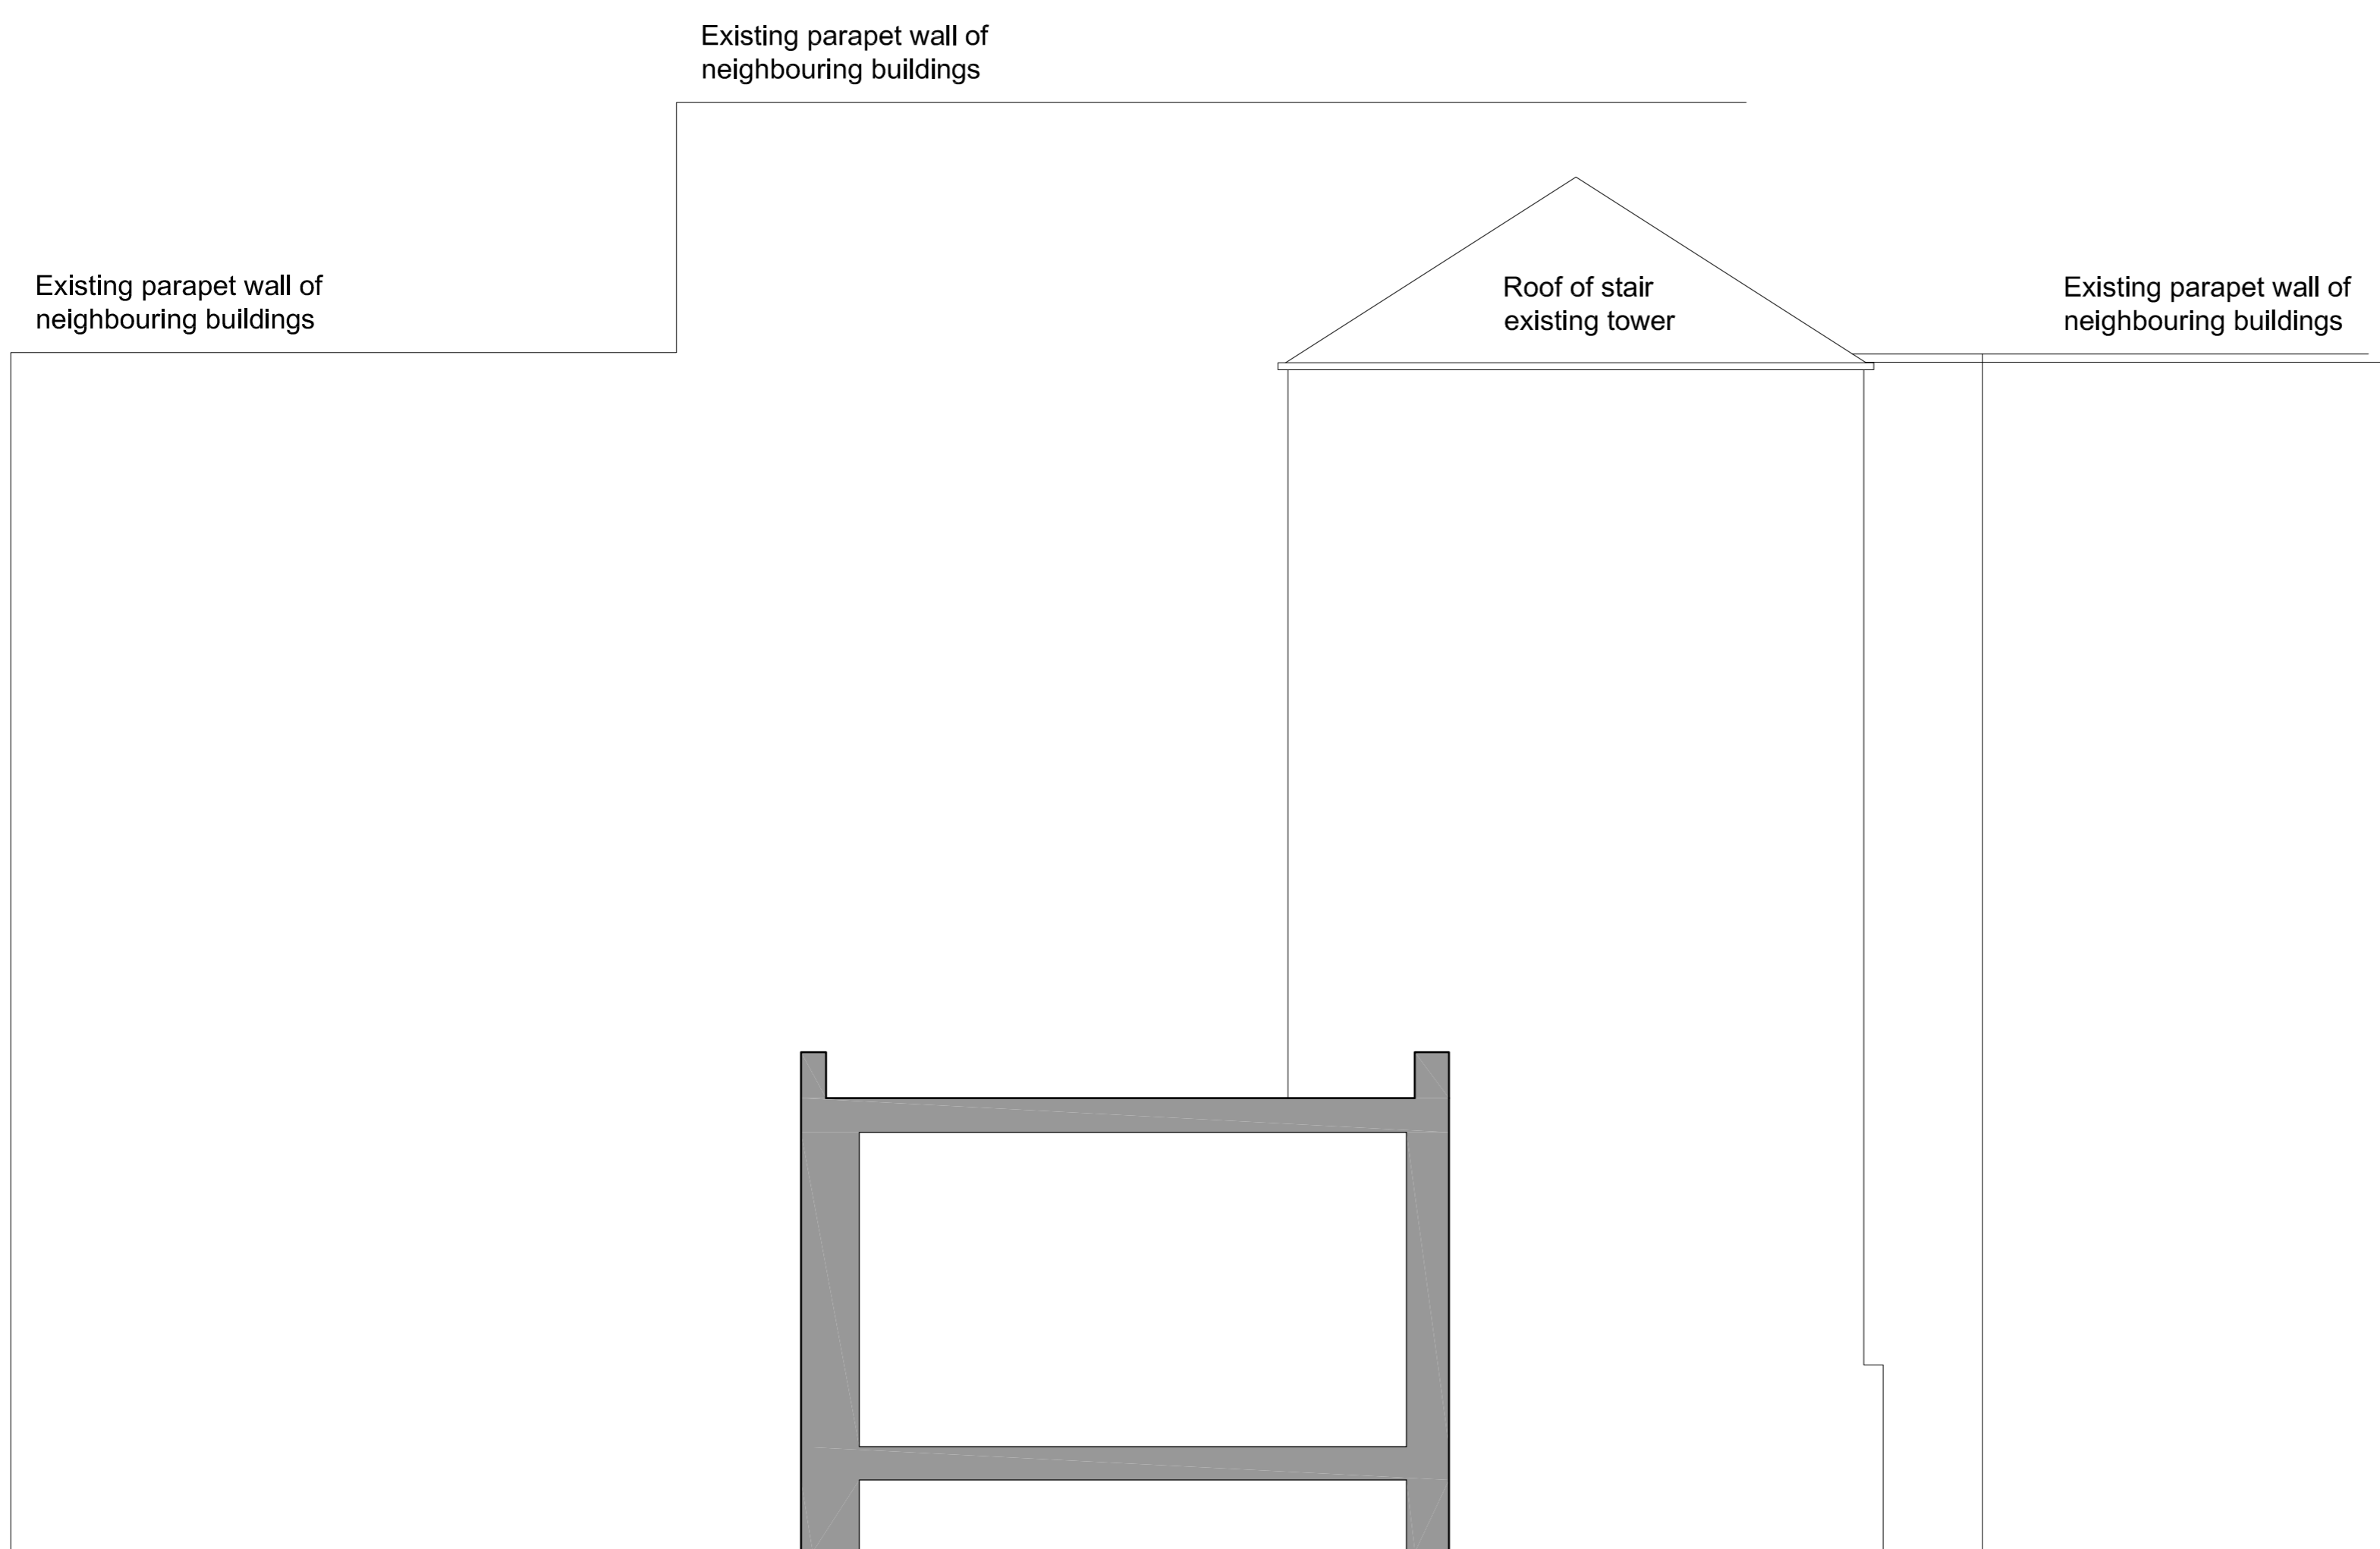 Existing parapet wall of
neighbouring buildings
Existing parapet wall of
neighbouring buildings
Roof of stair
existing tower
Existing parapet wall of
neighbouring buildings